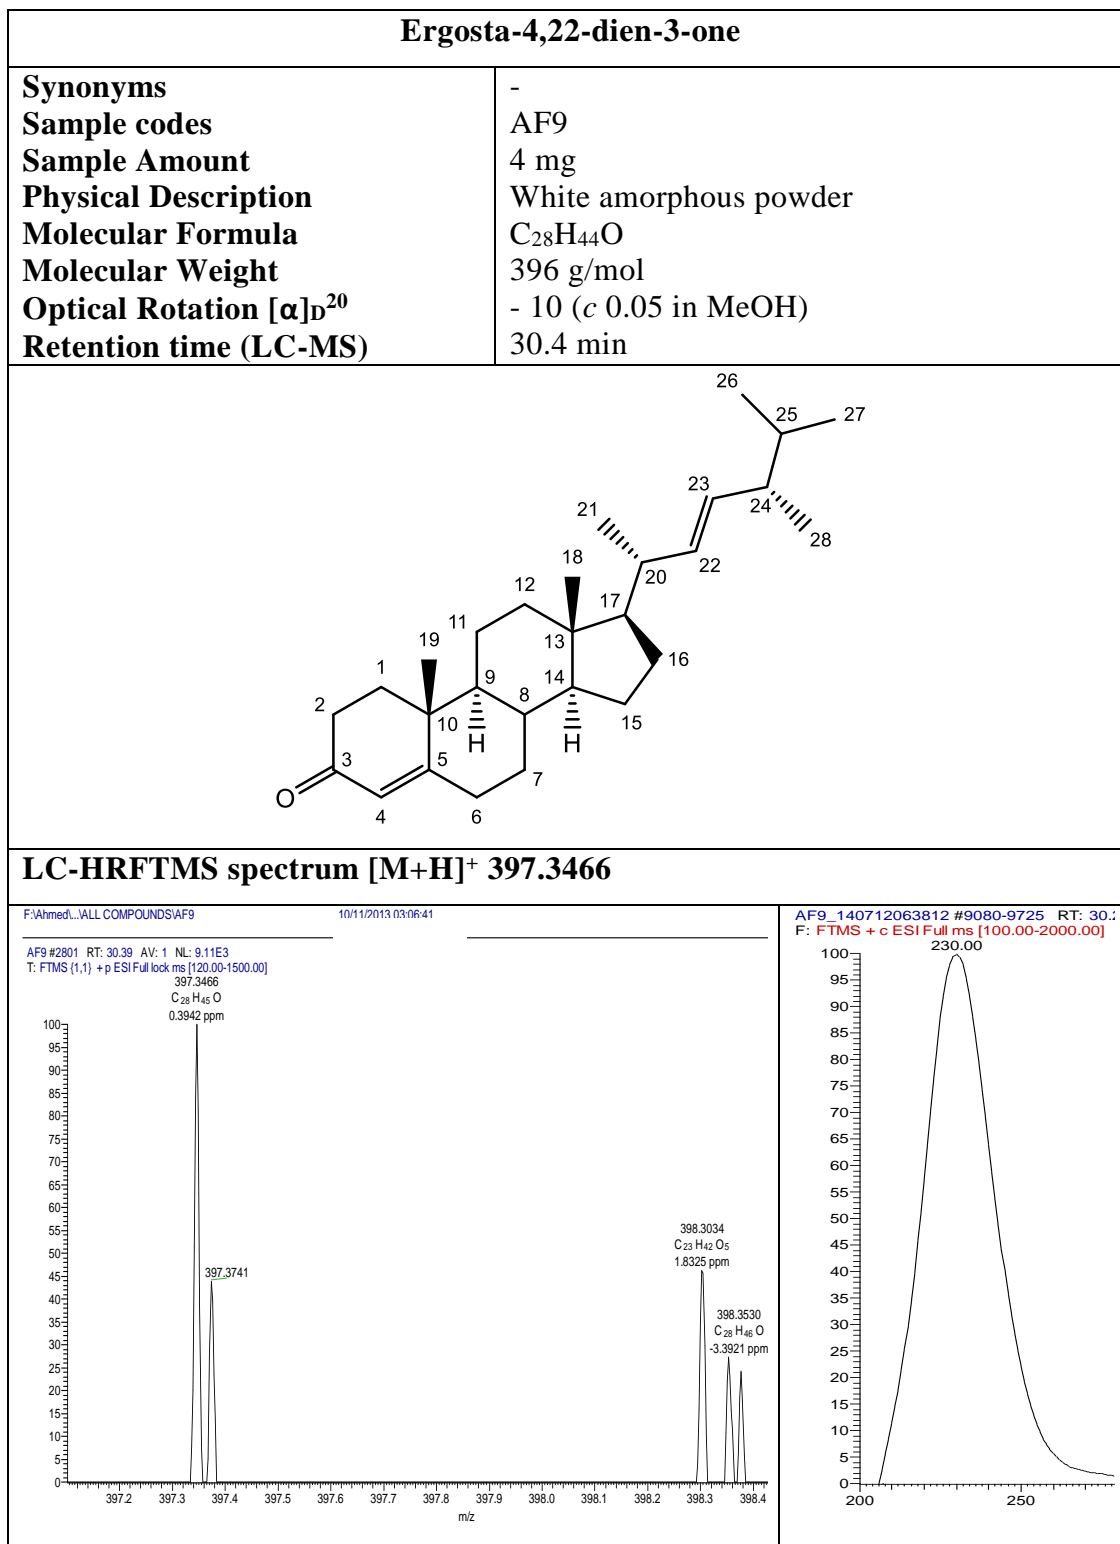 Ergosta-4,22-dien-3-one
Synonyms -
Sample codes AF9
Sample Amount 4 mg
Physical Description White amorphous powder
Molecular Formula C₂₈H₄₄O
Molecular Weight 396 g/mol
Optical Rotation [α]D²⁰ - 10 (c 0.05 in MeOH)
Retention time (LC-MS) 30.4 min
26
25
27
23
21
24
28
18
22
20
12
17
11
19
13
16
1
9
14
8
2
10
15
H
H
3
5
7
O
4
6
LC-HRFTMS spectrum [M+H]⁺ 397.3466
F:\Ahmed\...\ALL COMPOUNDS\AF9 10/11/2013 03:06:41
AF9 #2801 RT: 30.39 AV: 1 NL: 9.11E3
T: FTMS {1,1} + p ESI Full lock ms [120.00-1500.00]
397.3466
C₂₈H₄₅O
0.3942 ppm
397.3741
398.3034
C₂₃H₄₂O₅
1.8325 ppm
398.3530
C₂₈H₄₆O
-3.3921 ppm
100
95
90
85
80
75
70
65
60
55
50
45
40
35
30
25
20
15
10
5
0
397.2 397.3 397.4 397.5 397.6 397.7 397.8 397.9 398.0 398.1 398.2 398.3 398.4
m/z
AF9_140712063812 #9080-9725 RT:
F: FTMS + c ESI Full ms [100.00-2000.00]
230.00
100
95
90
85
80
75
70
65
60
55
50
45
40
35
30
25
20
15
10
5
0
200 250